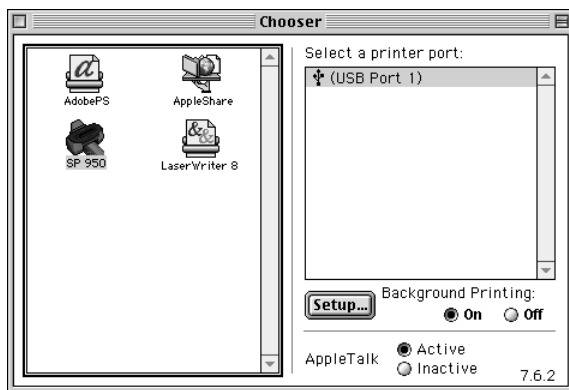 Chooser
AdobePS
AppleShare
SP 950
LaserWriter 8
Select a printer port:
(USB Port 1)
Setup...
Background Printing:
On
Off
AppleTalk
Active
Inactive
7.6.2